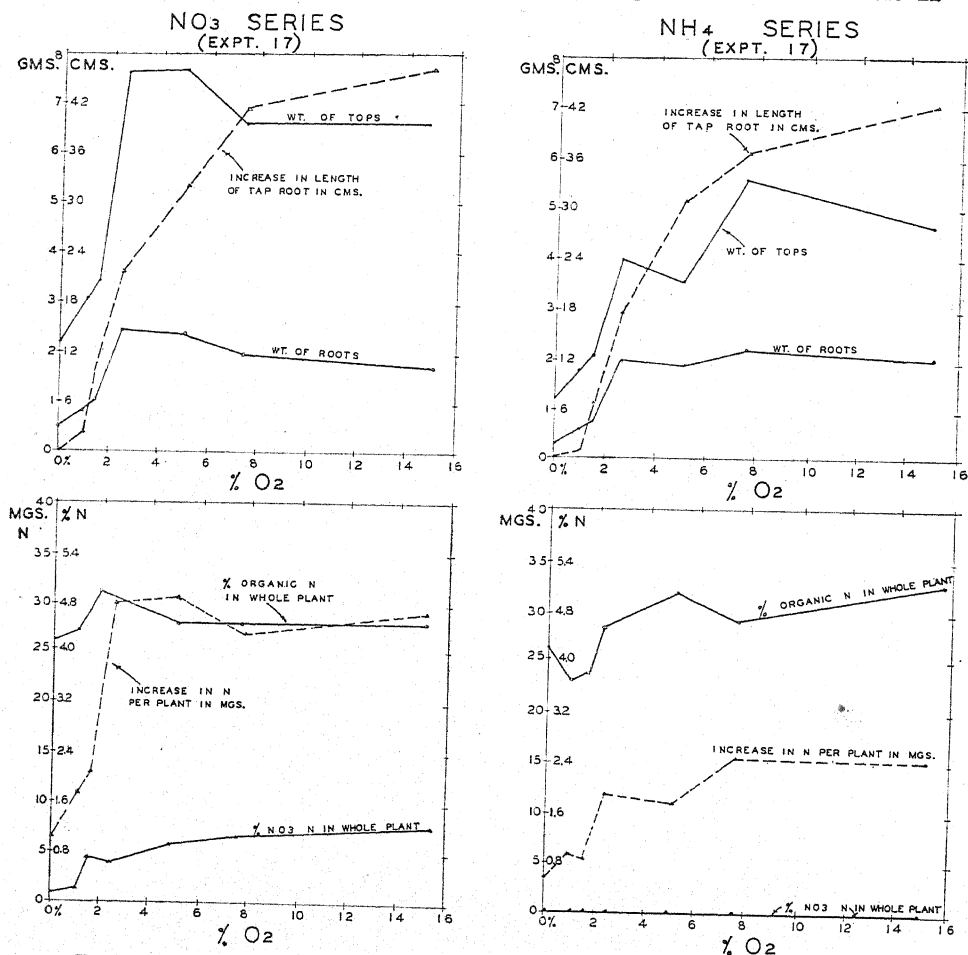 NO3 SERIES
(EXPT. 17)
GMS. CMS.
8
7-42
6-36
5-30
4-24
3-18
2-12
1-6
0
WT. OF TOPS
INCREASE IN LENGTH
OF TAP ROOT IN CMS.
WT. OF ROOTS
0% 2 4 6 8 10 12 14 16
% O2
NH4 SERIES
(EXPT. 17)
GMS. CMS.
8
7-42
6-36
5-30
4-24
3-18
2-12
1-6
0
INCREASE IN LENGTH
OF TAP ROOT IN CMS.
WT. OF TOPS
WT. OF ROOTS
0% 2 4 6 8 10 12 14 16
% O2
MGS. % N
N
40
35 5.4
30 4.8
25 4.0
20 3.2
15 2.4
10 1.6
5 0.8
0
% ORGANIC N
IN WHOLE PLANT
INCREASE IN N
PER PLANT IN MGS.
% NO3 N IN WHOLE PLANT
0% 2 4 6 8 10 12 14 16
% O2
MGS. % N
40
35 5.4
30 4.8
25 4.0
20 3.2
15 2.4
10 1.6
5 0.8
0
% ORGANIC N IN WHOLE PLANT
INCREASE IN N PER PLANT IN MGS.
% NO3 N IN WHOLE PLANT
0% 2 4 6 8 10 12 14 16
% O2